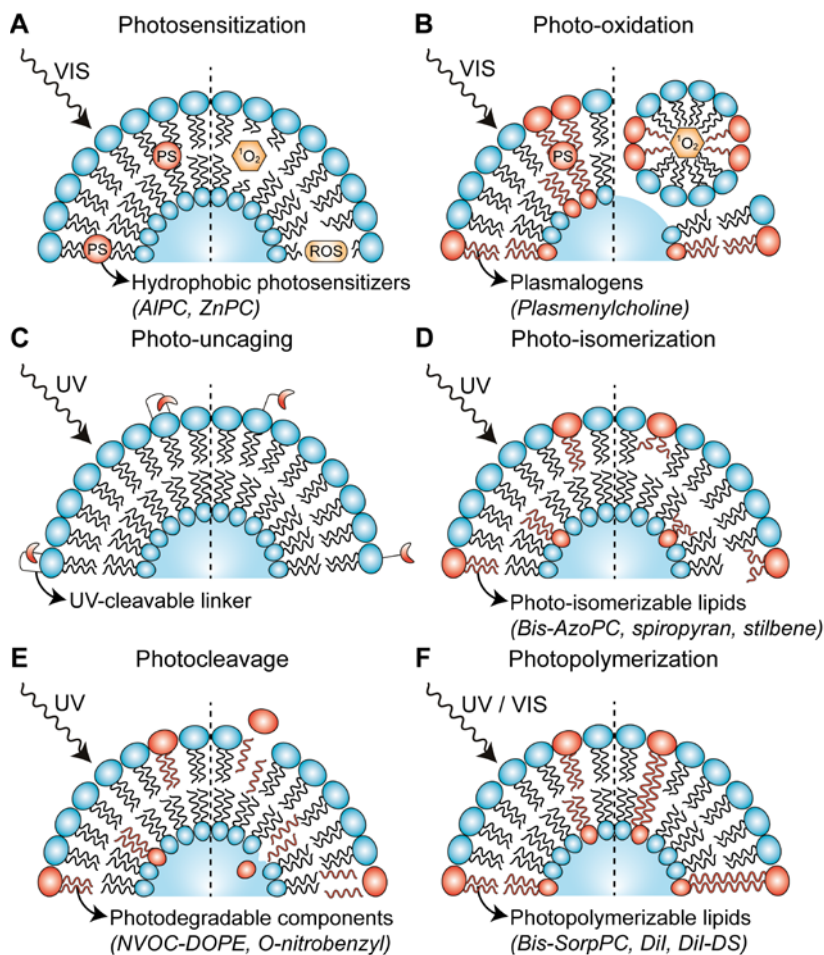 A Photosensitization
VIS
PS
¹O₂
PS
ROS
Hydrophobic photosensitizers
(AlPC, ZnPC)
B Photo-oxidation
VIS
PS
¹O₂
Plasmalogens
(Plasmenylcholine)
C Photo-uncaging
UV
UV-cleavable linker
D Photo-isomerization
UV
Photo-isomerizable lipids
(Bis-AzoPC, spiropyran, stilbene)
E Photocleavage
UV
Photodegradable components
(NVOC-DOPE, O-nitrobenzyl)
F Photopolymerization
UV / VIS
Photopolymerizable lipids
(Bis-SorpPC, DiI, DiI-DS)